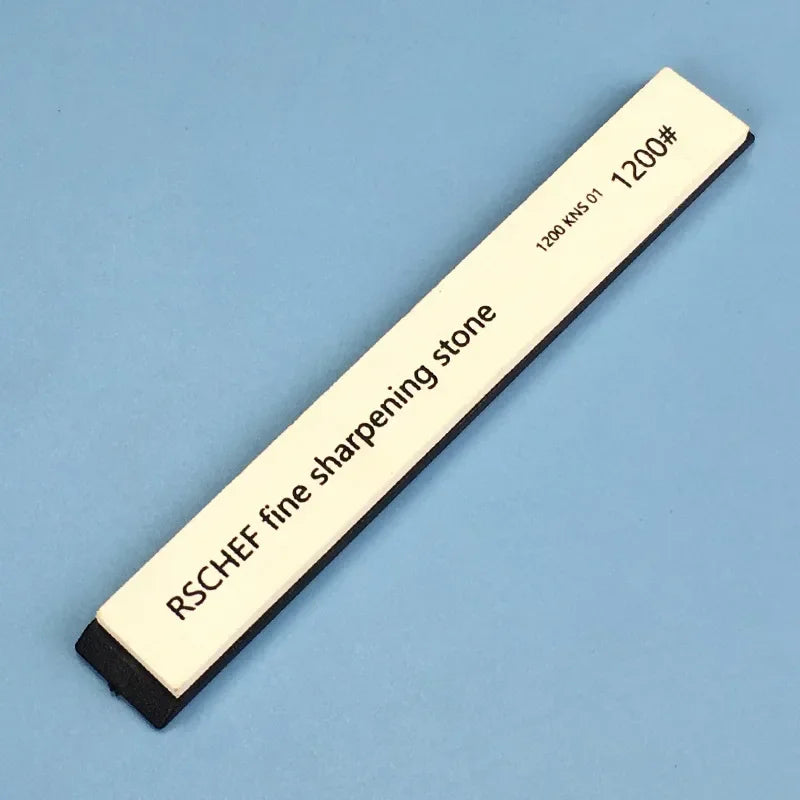 RSCHEF fine sharpening stone
1200 KNS 01
1200#